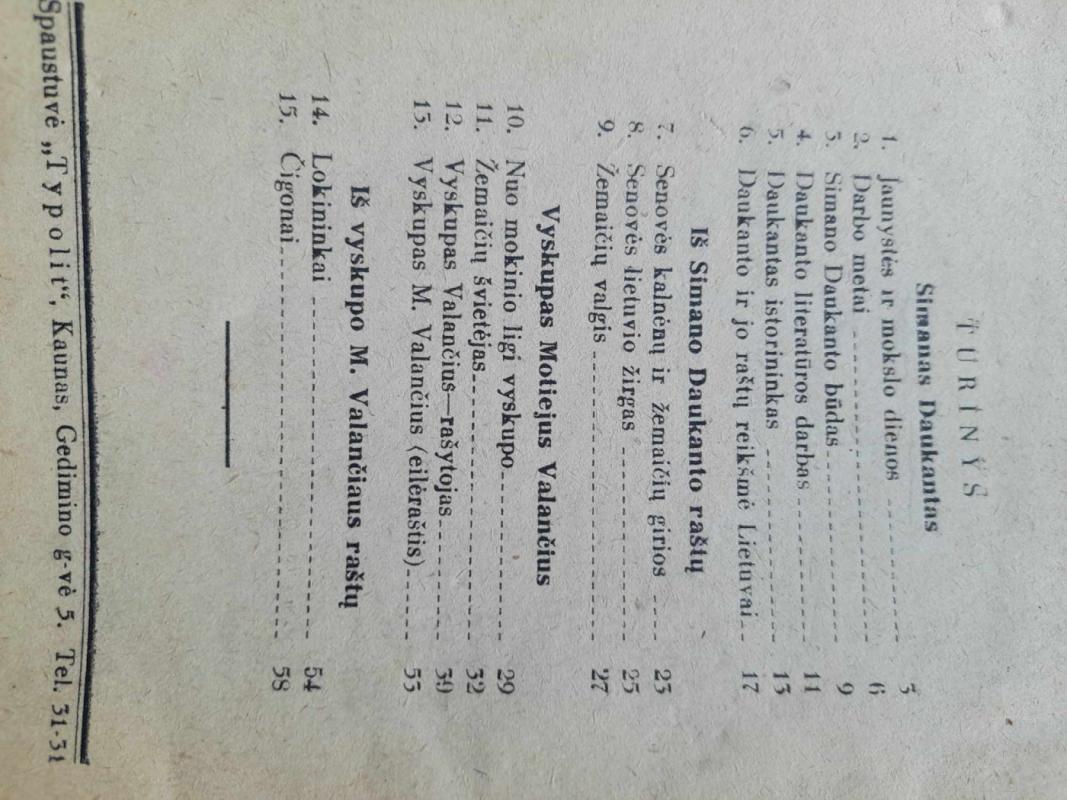 TURINYS
Simanas Daukantas
1. Jaunystės ir mokslo dienos 3
2. Darbo metai 6
3. Simano Daukanto būdas 9
4. Daukanto literatūros darbas 11
5. Daukantas istorininkas 13
6. Daukanto ir jo raštų reikšmė Lietuvai 17
Iš Simano Daukanto raštų
7. Senovės kalnėnų ir žemaičių girios 23
8. Senovės lietuvio žirgas 25
9. Žemaičių valgis 27
Vyskupas Motiejus Valančius
10. Nuo mokinio ligi vyskupo 29
11. Žemaičių švietėjas 32
12. Vyskupas Valančius—rašytojas 39
13. Vyskupas M. Valančius (eilėraštis) 53
Iš vyskupo M. Valančiaus raštų
14. Lokininkai 54
15. Čigonai 58
Spaustuvė „Typolit“, Kaunas, Gedimino g-vė 5. Tel. 31-31